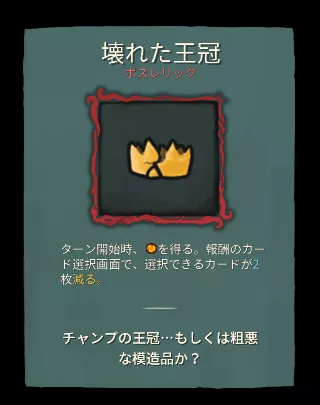 壊れた王冠
ボスレリック
ターン開始時、を得る。報酬のカー
ド選択画面で、選択できるカードが2
枚減る。
チャンプの王冠…もしくは粗悪
な模造品か？